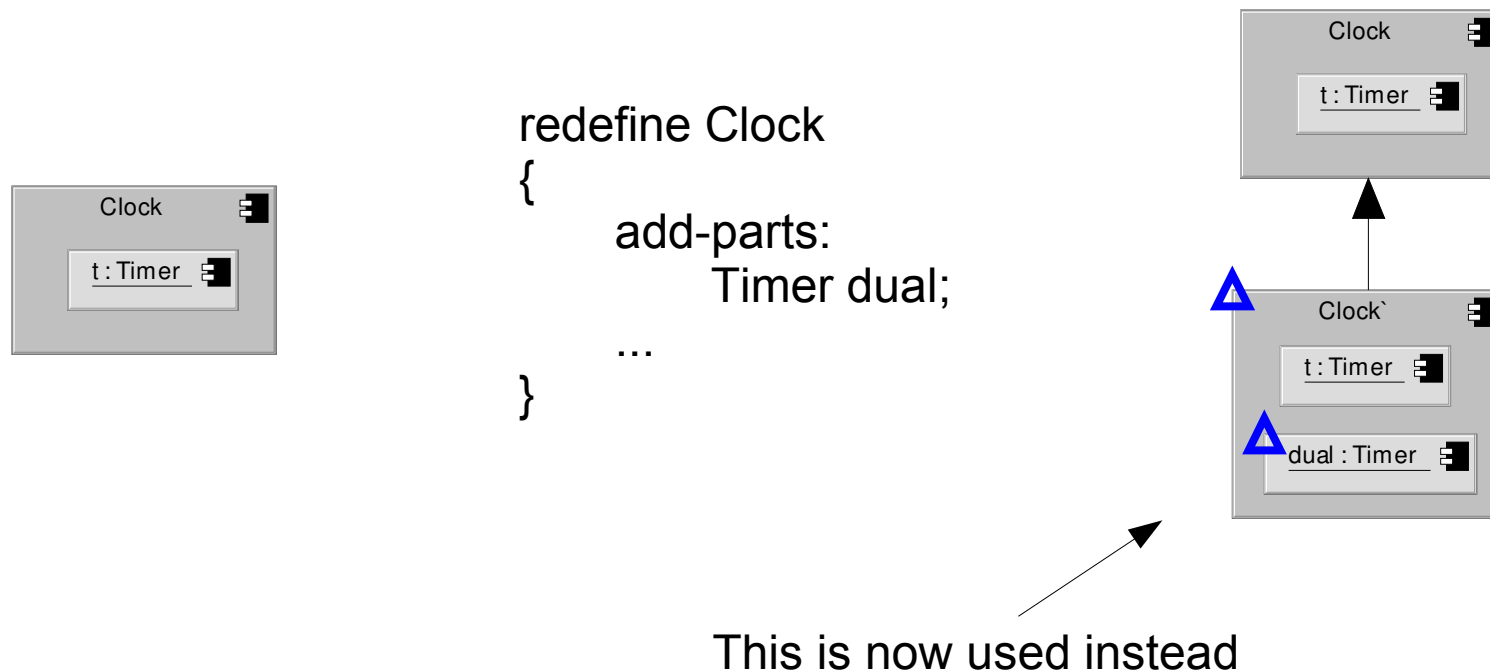 Clock
t : Timer
redefine Clock
{
add-parts:
Timer dual;
...
}
Clock
t : Timer
Clock`
t : Timer
dual : Timer
This is now used instead